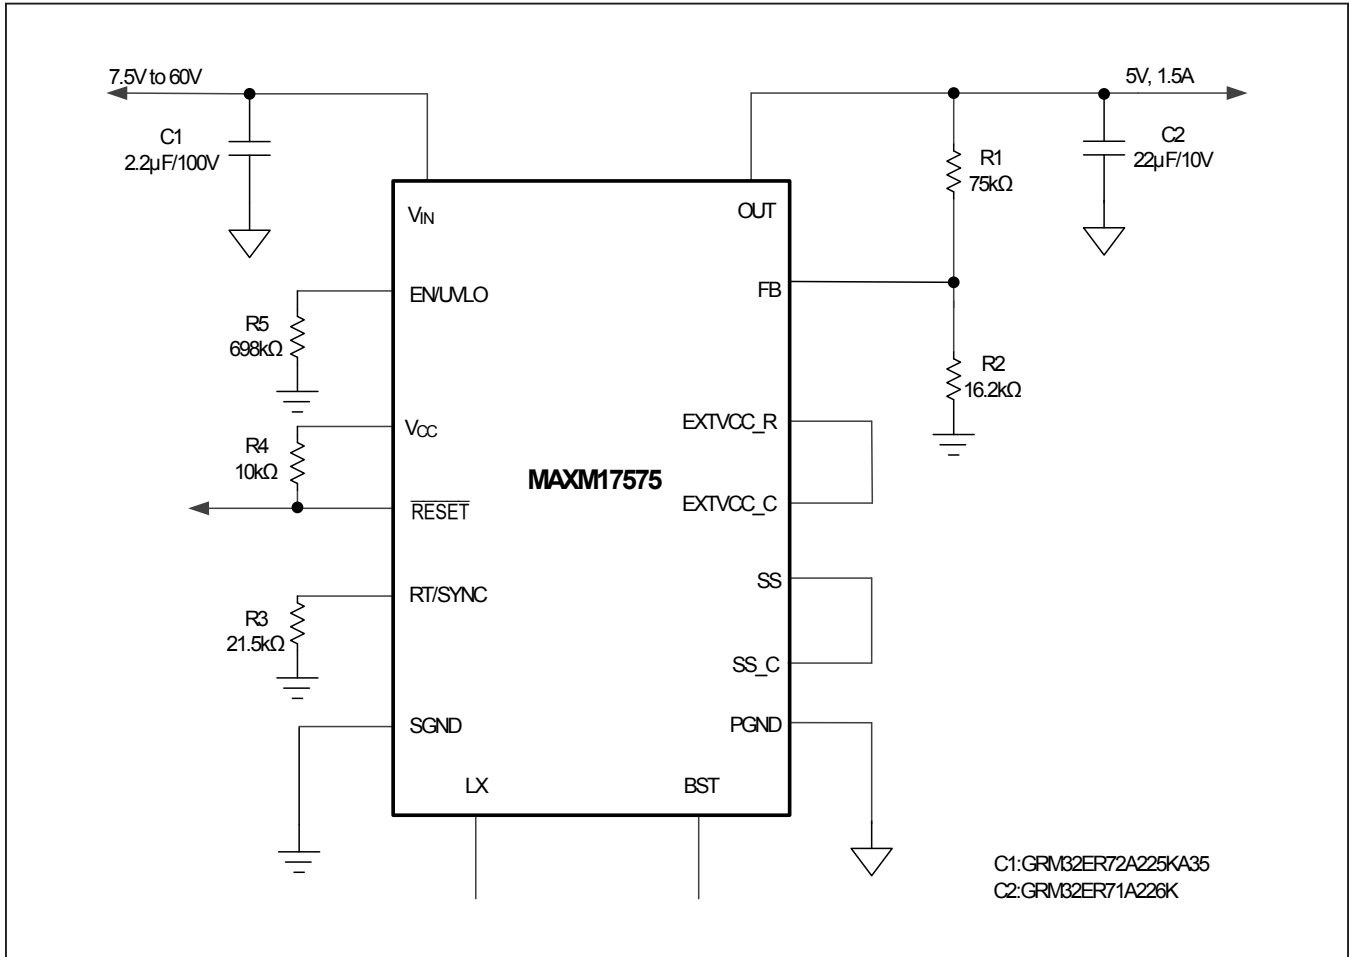 7.5V to 60V
5V, 1.5A
C1
2.2µF/100V
C2
22µF/10V
R1
75kΩ
VIN
OUT
EN/UVLO
FB
R5
698kΩ
R2
16.2kΩ
VCC
EXTVCC_R
R4
10kΩ
MAXM17575
RESET
EXTVCC_C
RT/SYNC
SS
R3
21.5kΩ
SS_C
SGND
PGND
LX
BST
C1:GRM32ER72A225KA35
C2:GRM32ER71A226K